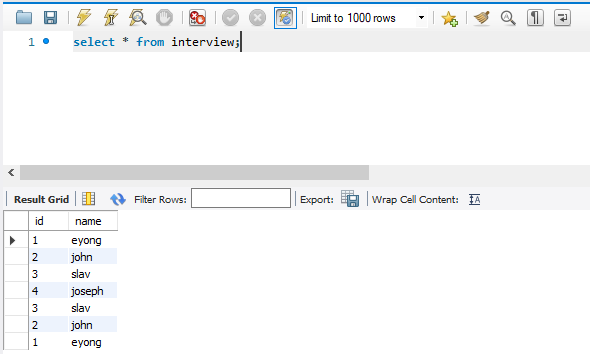 Limit to 1000 rows
1 select * from interview;
Result Grid Filter Rows: Export: Wrap Cell Content:
id name
1 eyong
2 john
3 slav
4 joseph
3 slav
2 john
1 eyong